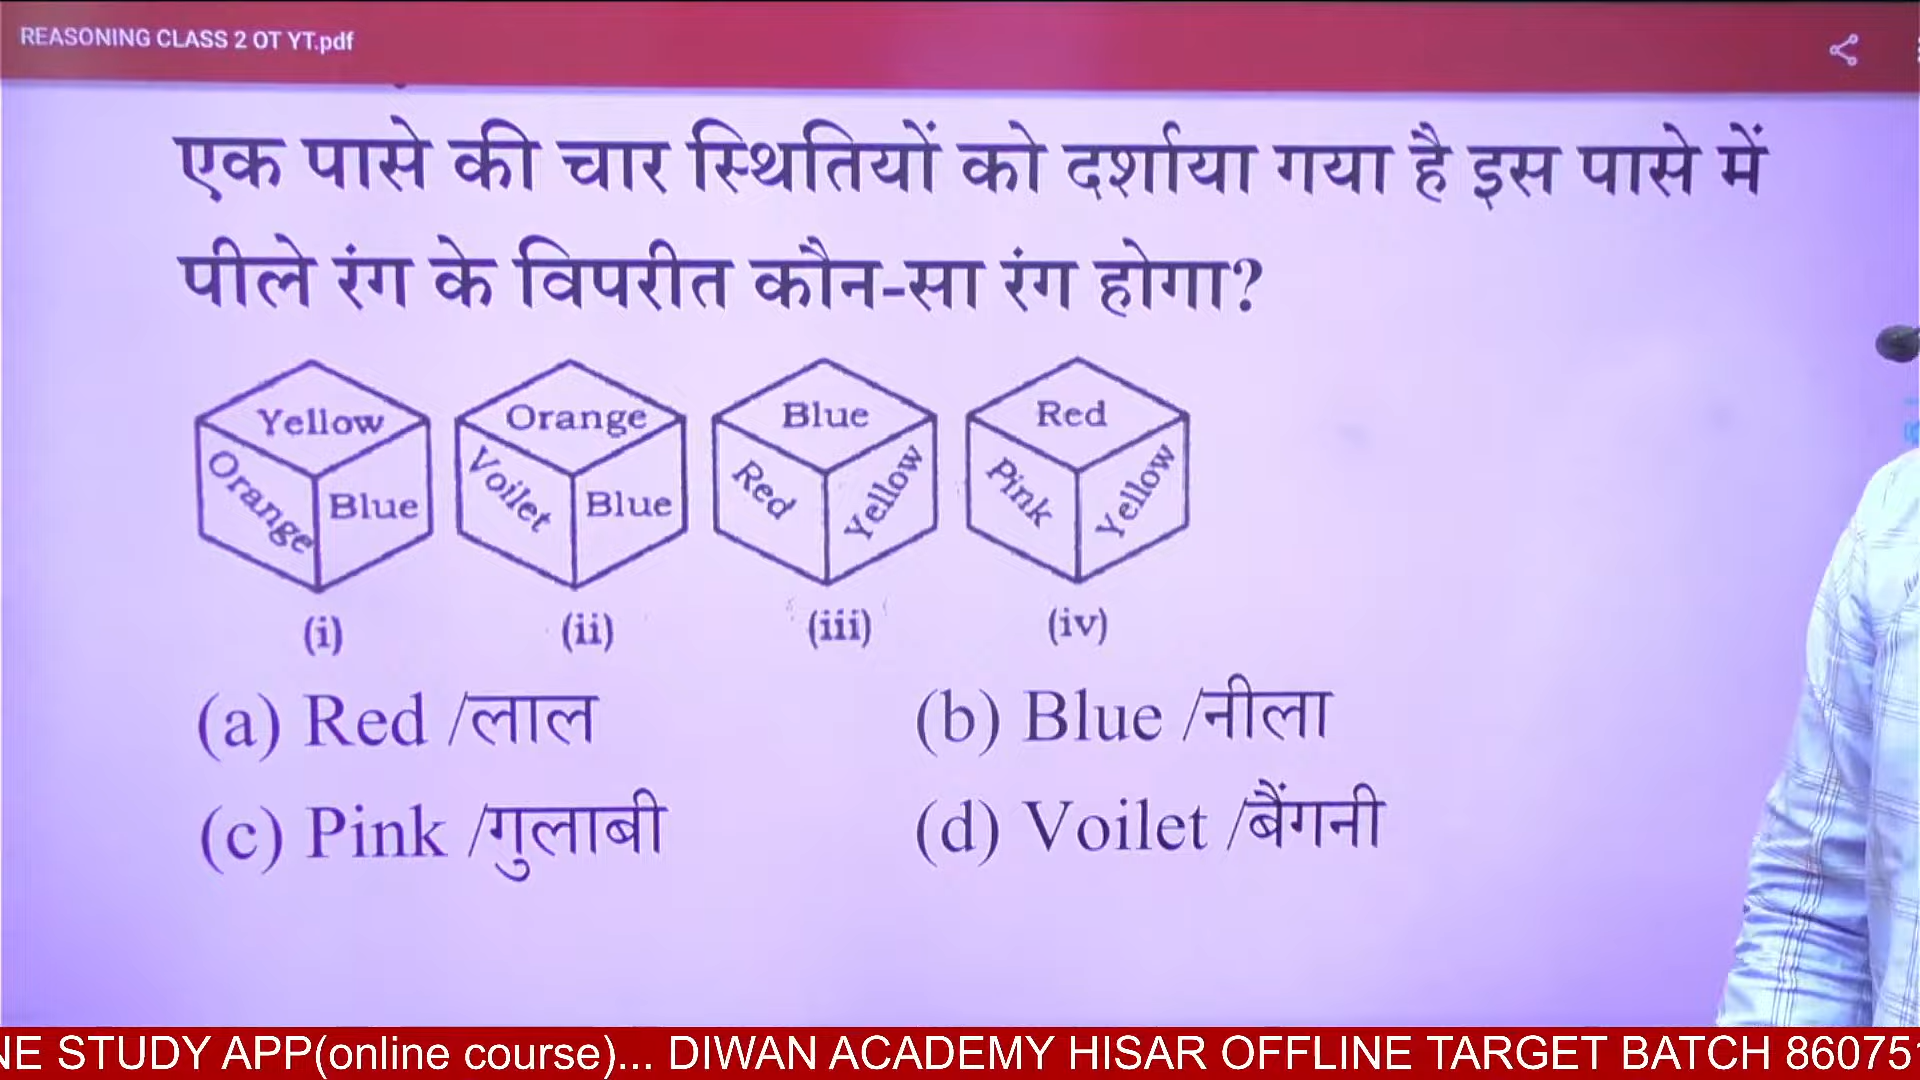 REASONING CLASS 2 OT YT.pdf
एक पासे की चार स्थितियों को दर्शाया गया है इस पासे में
पीले रंग के विपरीत कौन-सा रंग होगा?
Yellow Orange Blue
Orange Voilet Blue
Blue Red Yellow
Red Pink Yellow
(i) (ii) (iii) (iv)
(a) Red /लाल (b) Blue /नीला
(c) Pink /गुलाबी (d) Voilet /बैंगनी
NE STUDY APP(online course)... DIWAN ACADEMY HISAR OFFLINE TARGET BATCH 86075